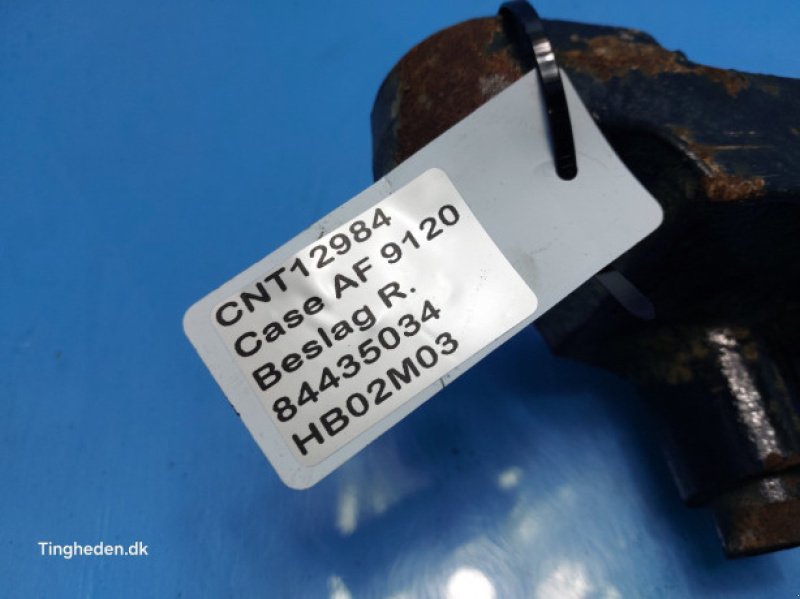 CNT12984
Case AF 9120
Beslag R.
84435034
HB02M03
Tingheden.dk